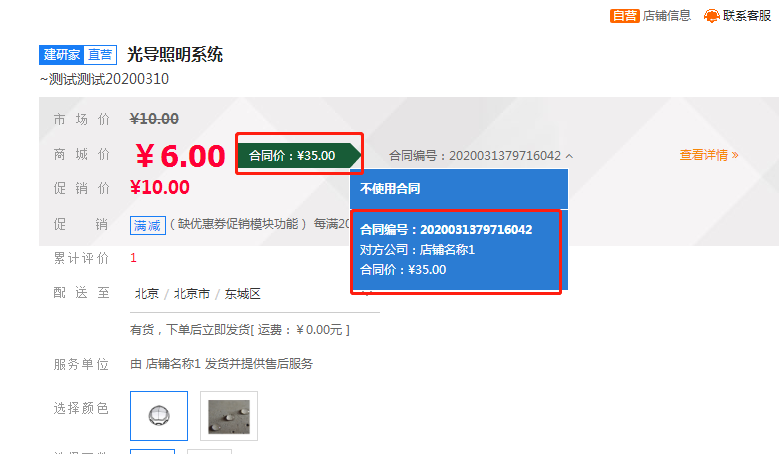 自营 店铺信息 联系客服
建研家 直营 光导照明系统
~测试测试20200310
市场价 ¥10.00
商城价 ¥6.00 合同价：¥35.00 合同编号：2020031379716042 查看详情 »
促销价 ¥10.00
不使用合同
促销 满减 （缺优惠券促销模块功能） 每满20
合同编号：2020031379716042
对方公司：店铺名称1
合同价：¥35.00
累计评价 1
配送至 北京 / 北京市 / 东城区
有货，下单后立即发货[ 运费：￥0.00元 ]
服务单位 由 店铺名称1 发货并提供售后服务
选择颜色